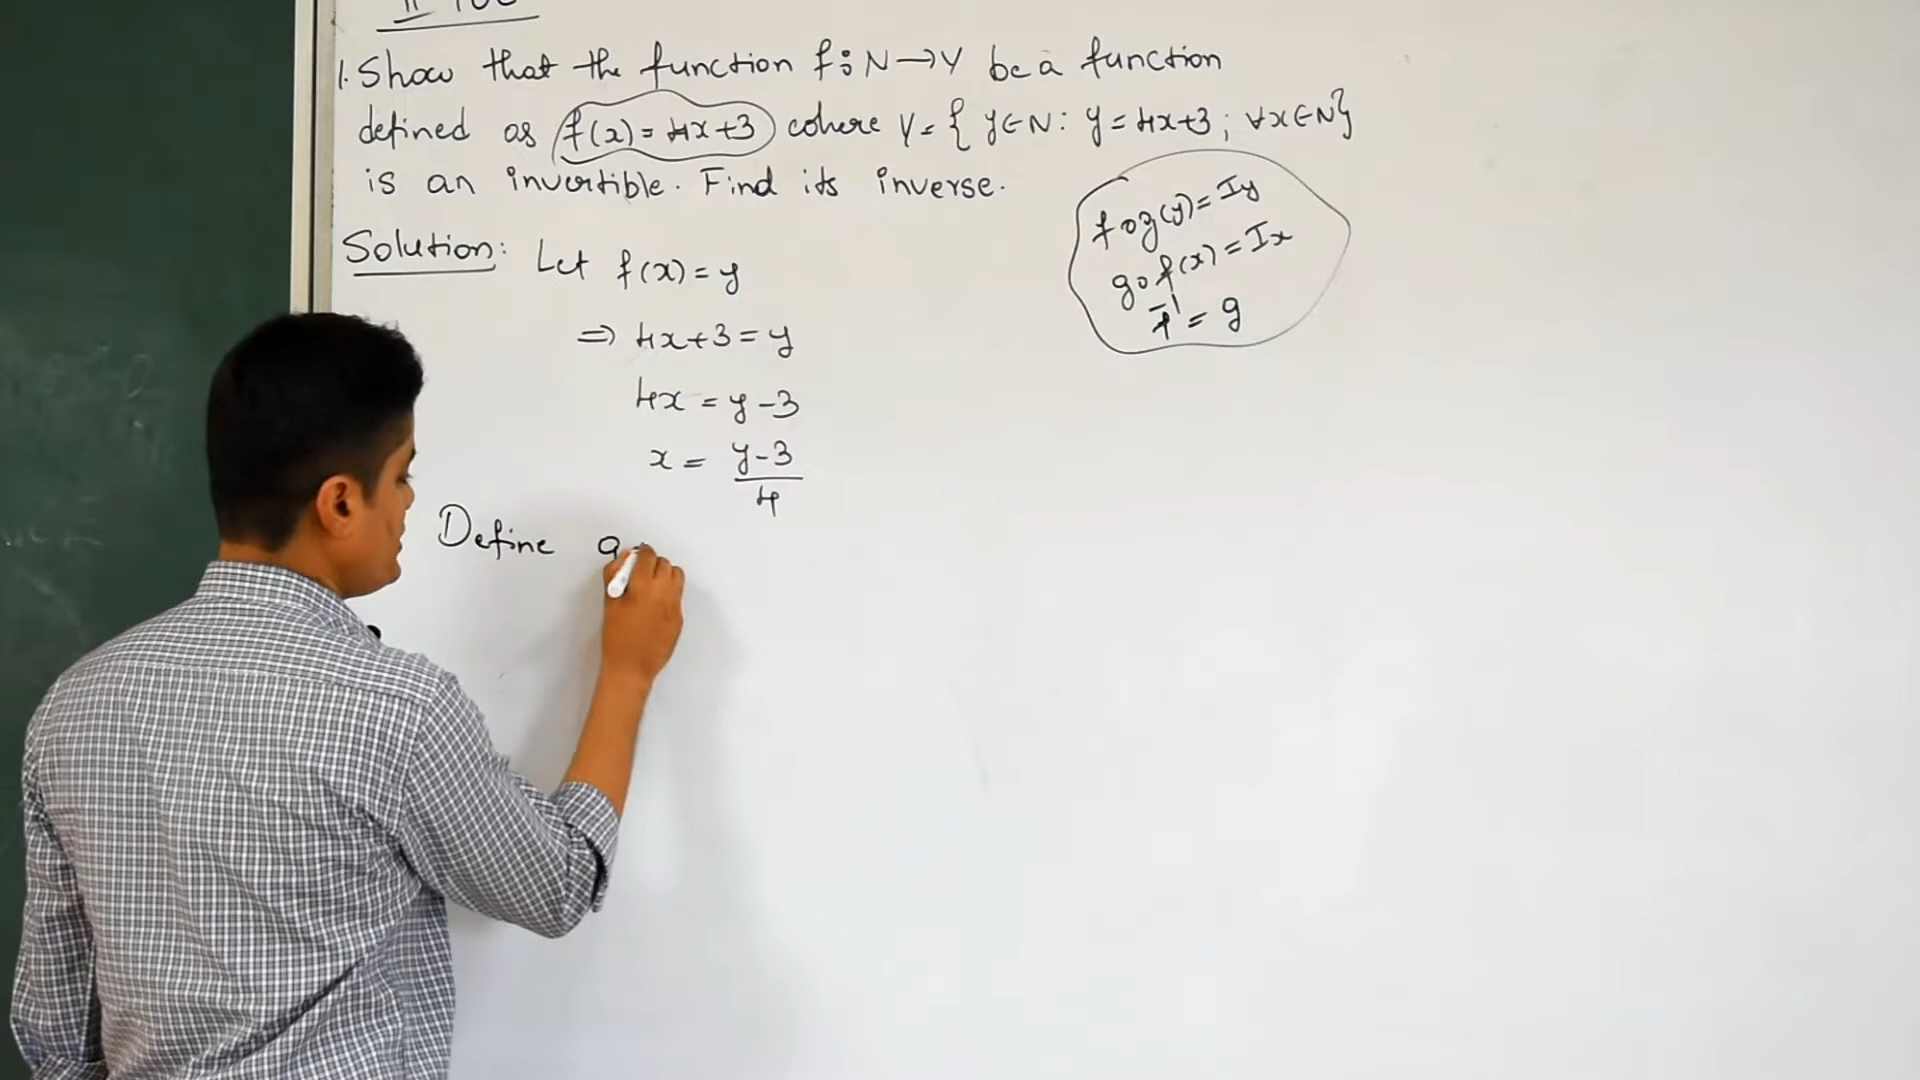 1. Show that the function f: N→Y be a function
defined as f(x) = 4x+3 where Y = { y∈N: y=4x+3; ∀x∈N}
is an invertible. Find its inverse.
fog(y) = Iy
gof(x) = Ix
f⁻¹ = g
Solution: Let f(x) = y
⇒ 4x+3 = y
4x = y-3
x = y-3
4
Define g